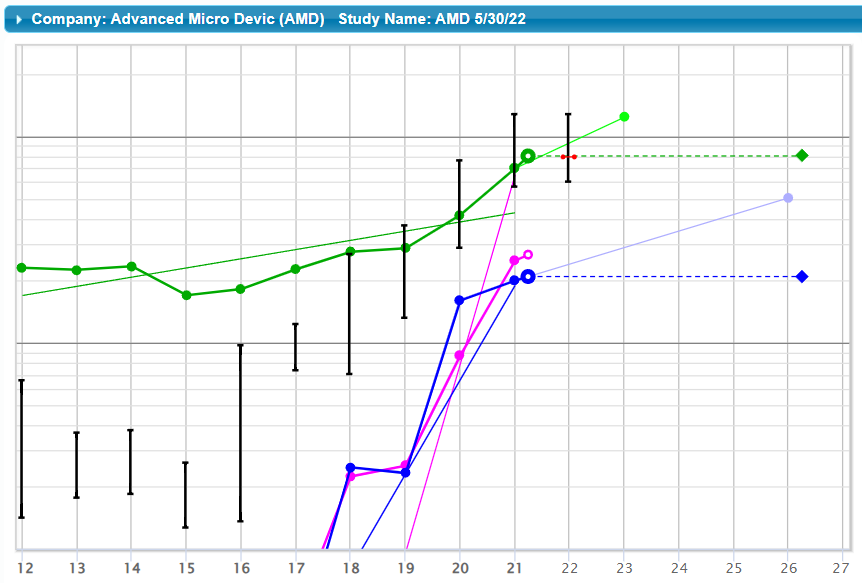 Company: Advanced Micro Devic (AMD) Study Name: AMD 5/30/22
12 13 14 15 16 17 18 19 20 21 22 23 24 25 26 27